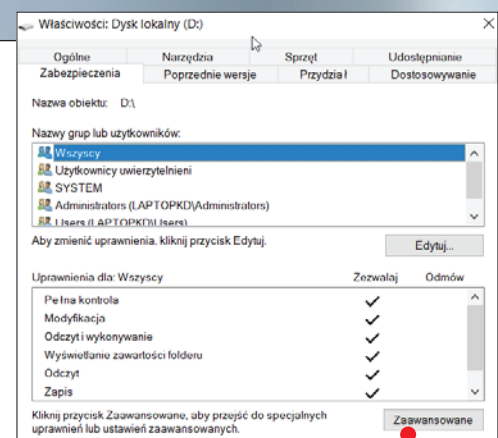 Właściwości: Dysk lokalny (D:)
Ogólne Narzędzia Sprzęt Udostępnianie
Zabezpieczenia Poprzednie wersje Przydział Dostosowywanie
Nazwa obiektu: D:\
Nazwy grup lub użytkowników:
Wszyscy
Użytkownicy uwierzytelnieni
SYSTEM
Administrators (LAPTOPKD\Administrators)
Users (LAPTOPKD\Users)
Aby zmienić uprawnienia, kliknij przycisk Edytuj.
Edytuj...
Uprawnienia dla: Wszyscy Zezwalaj Odmów
Pełna kontrola
Modyfikacja
Odczyt i wykonywanie
Wyświetlanie zawartości folderu
Odczyt
Zapis
Kliknij przycisk Zaawansowane, aby przejść do specjalnych
uprawnień lub ustawień zaawansowanych.
Zaawansowane